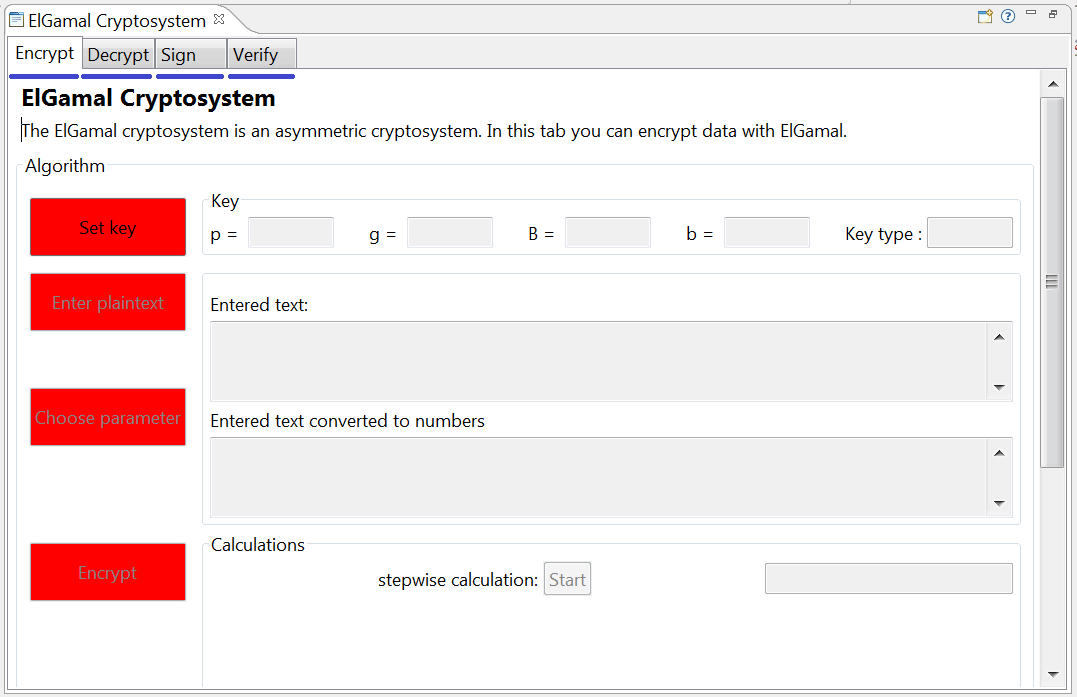 ElGamal Cryptosystem
Encrypt Decrypt Sign Verify
ElGamal Cryptosystem
The ElGamal cryptosystem is an asymmetric cryptosystem. In this tab you can encrypt data with ElGamal.
Algorithm
Set key
Key
p = g = B = b = Key type :
Enter plaintext
Entered text:
Choose parameter
Entered text converted to numbers
Encrypt
Calculations
stepwise calculation: Start